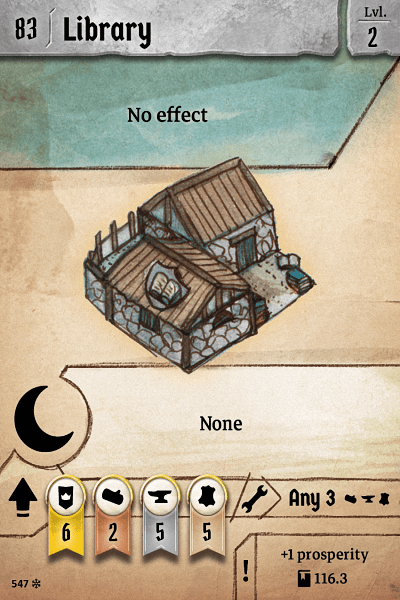 83 Library
Lvl.
2
No effect
None
6 2 5 5 Any 3
+1 prosperity
! 116.3
547